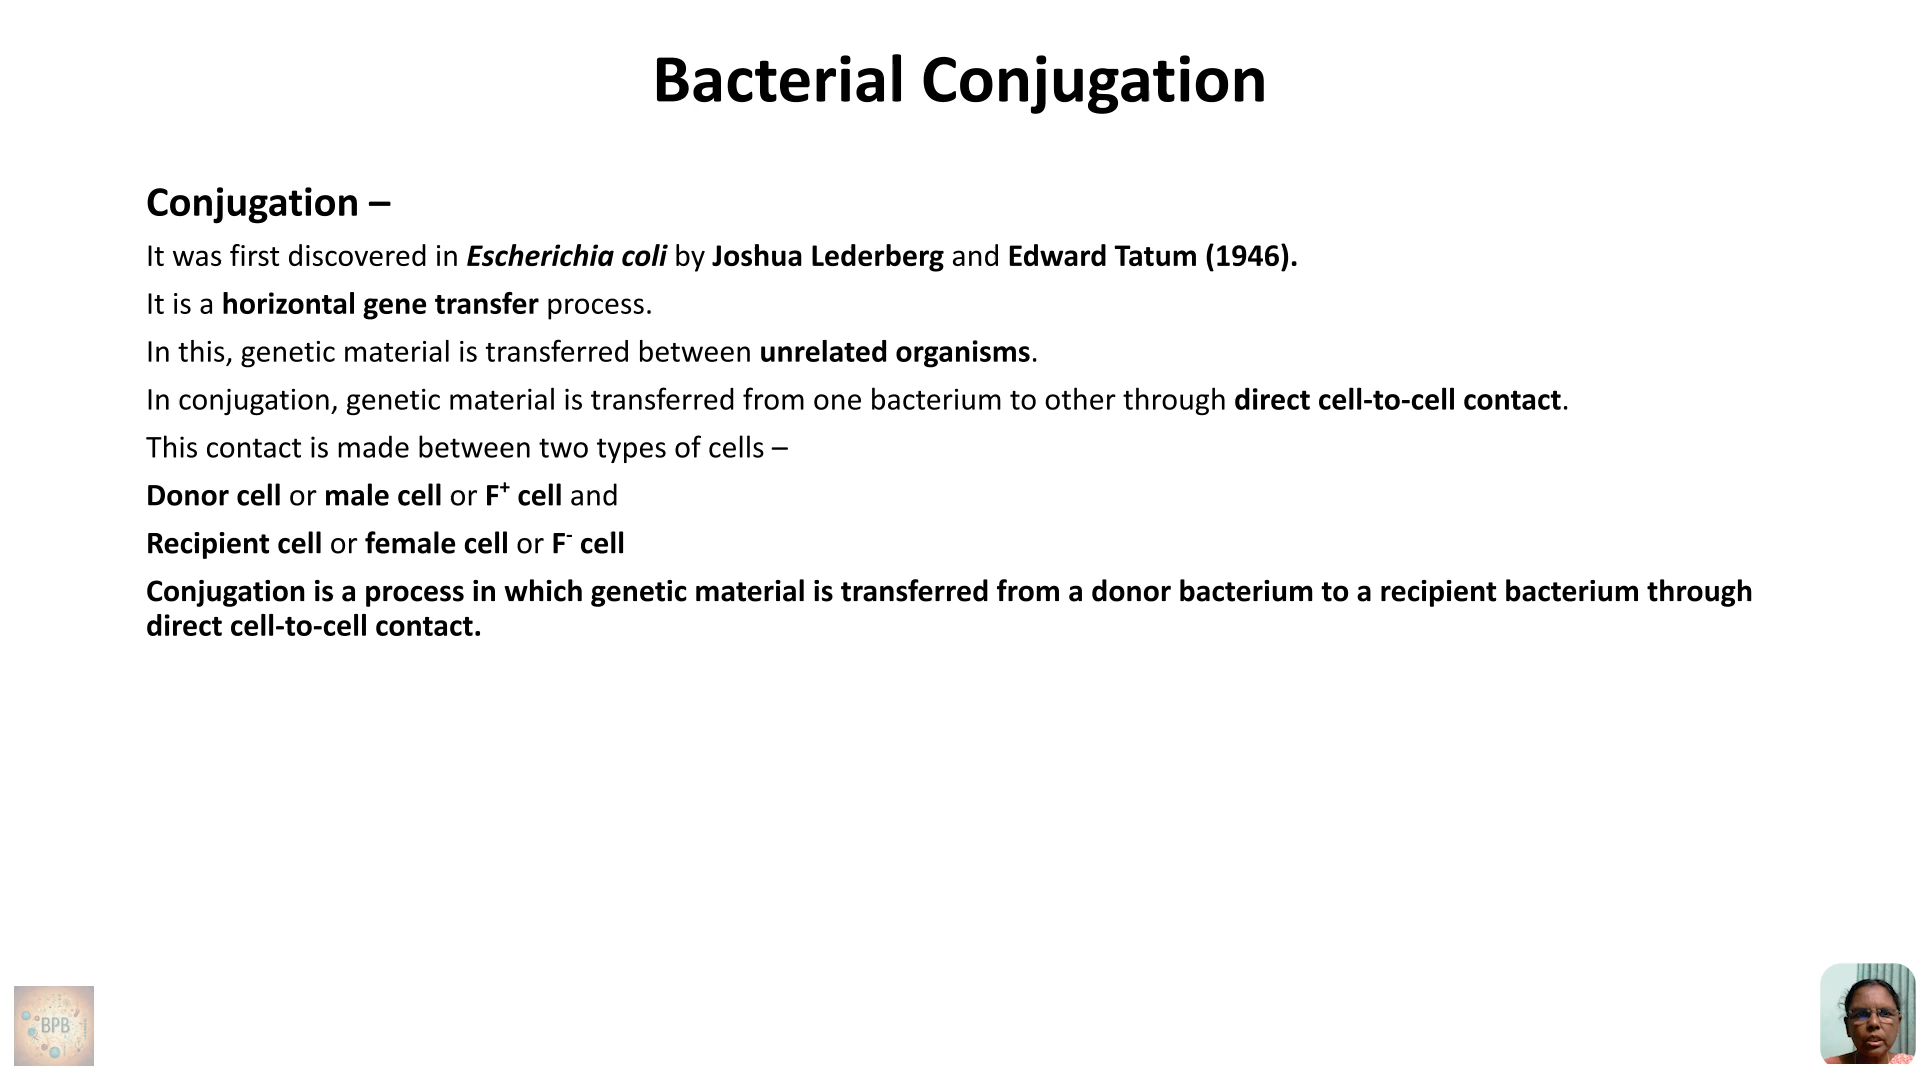 Bacterial Conjugation
Conjugation –
It was first discovered in Escherichia coli by Joshua Lederberg and Edward Tatum (1946).
It is a horizontal gene transfer process.
In this, genetic material is transferred between unrelated organisms.
In conjugation, genetic material is transferred from one bacterium to other through direct cell-to-cell contact.
This contact is made between two types of cells –
Donor cell or male cell or F⁺ cell and
Recipient cell or female cell or F⁻ cell
Conjugation is a process in which genetic material is transferred from a donor bacterium to a recipient bacterium through
direct cell-to-cell contact.
BPB